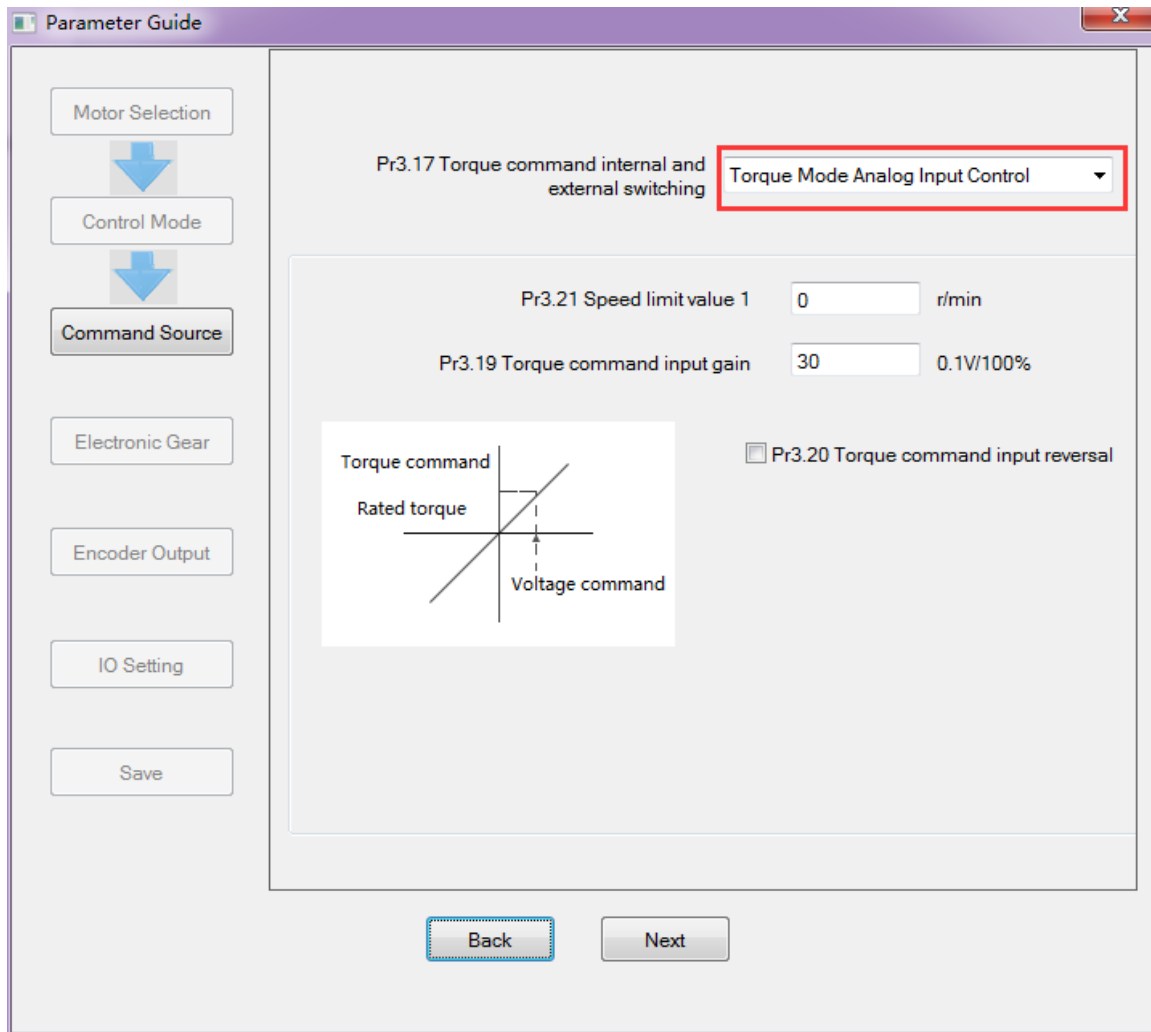 Parameter Guide
X
Motor Selection
Control Mode
Command Source
Electronic Gear
Encoder Output
IO Setting
Save
Pr3.17 Torque command internal and
external switching
Torque Mode Analog Input Control
Pr3.21 Speed limit value 1
0
r/min
Pr3.19 Torque command input gain
30
0.1V/100%
Torque command
Rated torque
Voltage command
Pr3.20 Torque command input reversal
Back
Next